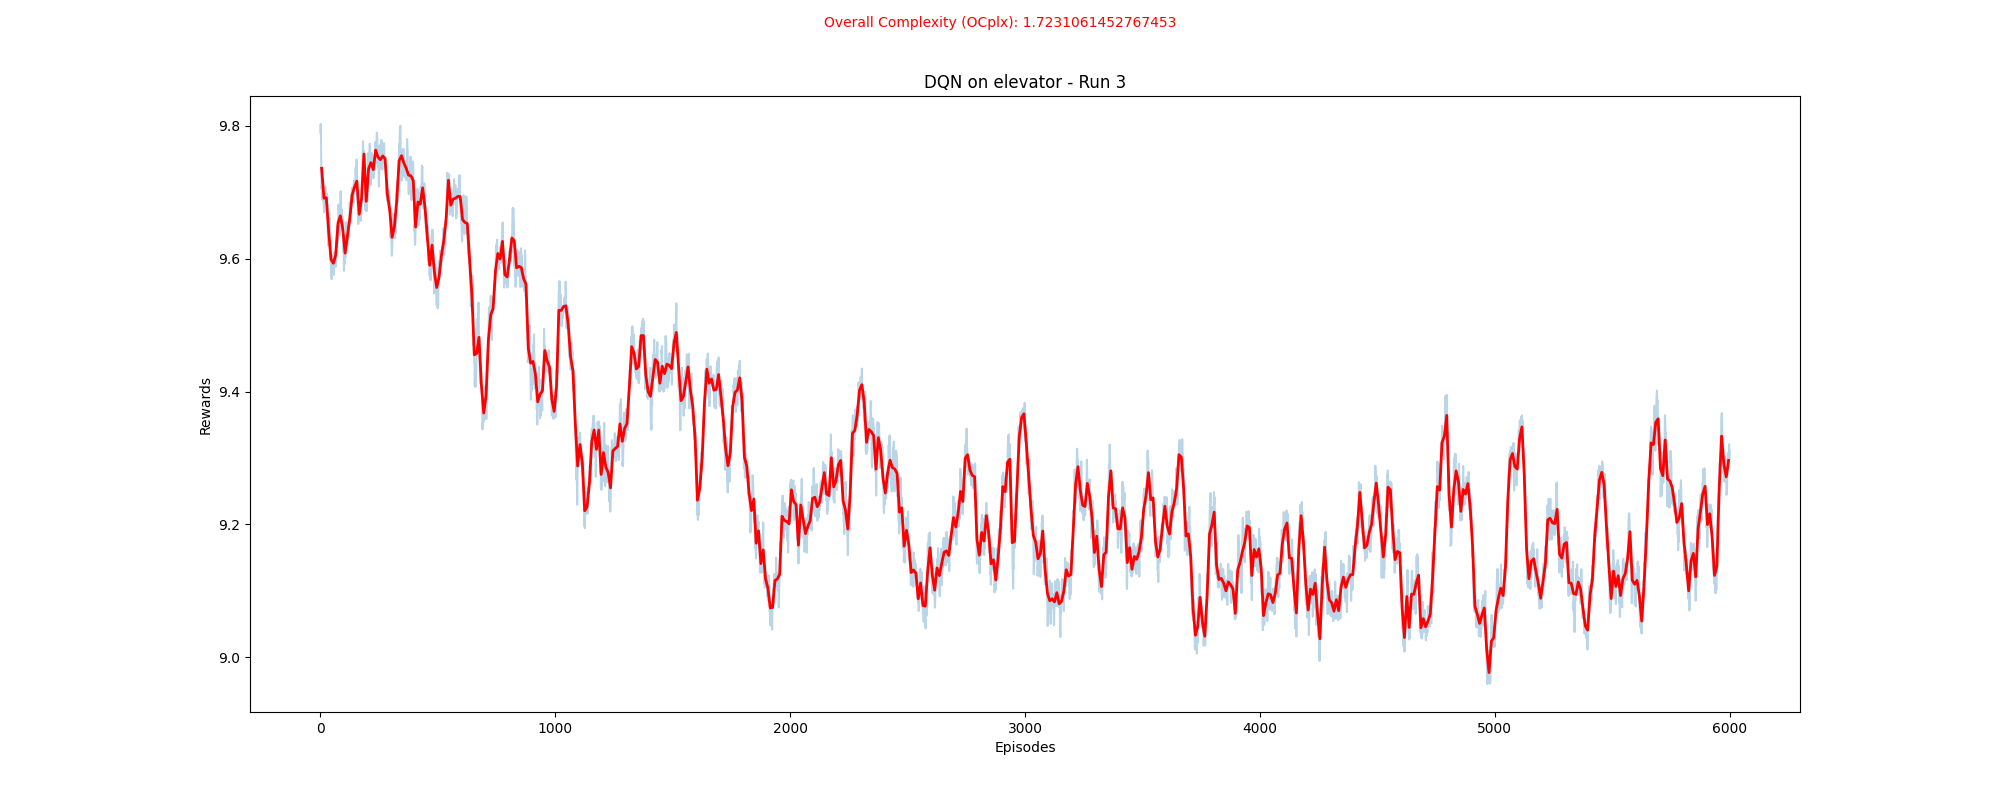 Overall Complexity (OCplx): 1.7231061452767453
DQN on elevator - Run 3
9.8
9.6
9.4
9.2
9.0
Rewards
0 1000 2000 3000 4000 5000 6000
Episodes